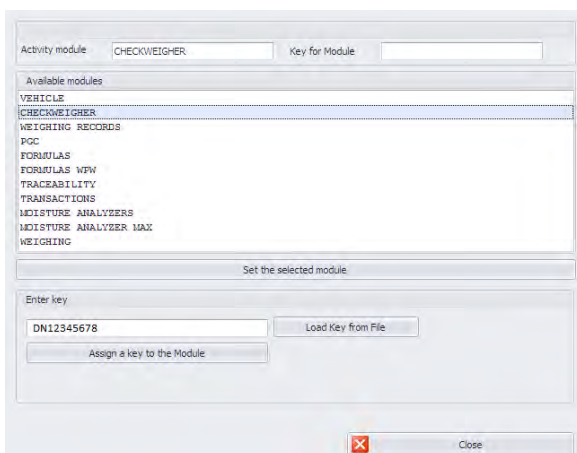 Activity module CHECKWEIGHER Key for Module
Available modules
VEHICLE
CHECKWEIGHER
WEIGHING RECORDS
PGC
FORMULAS
FORMULAS WPW
TRACEABILITY
TRANSACTIONS
MOISTURE ANALYZERS
MOISTURE ANALYZER MAX
WEIGHING
Set the selected module
Enter key
DN12345678 Load Key from File
Assign a key to the Module
Close